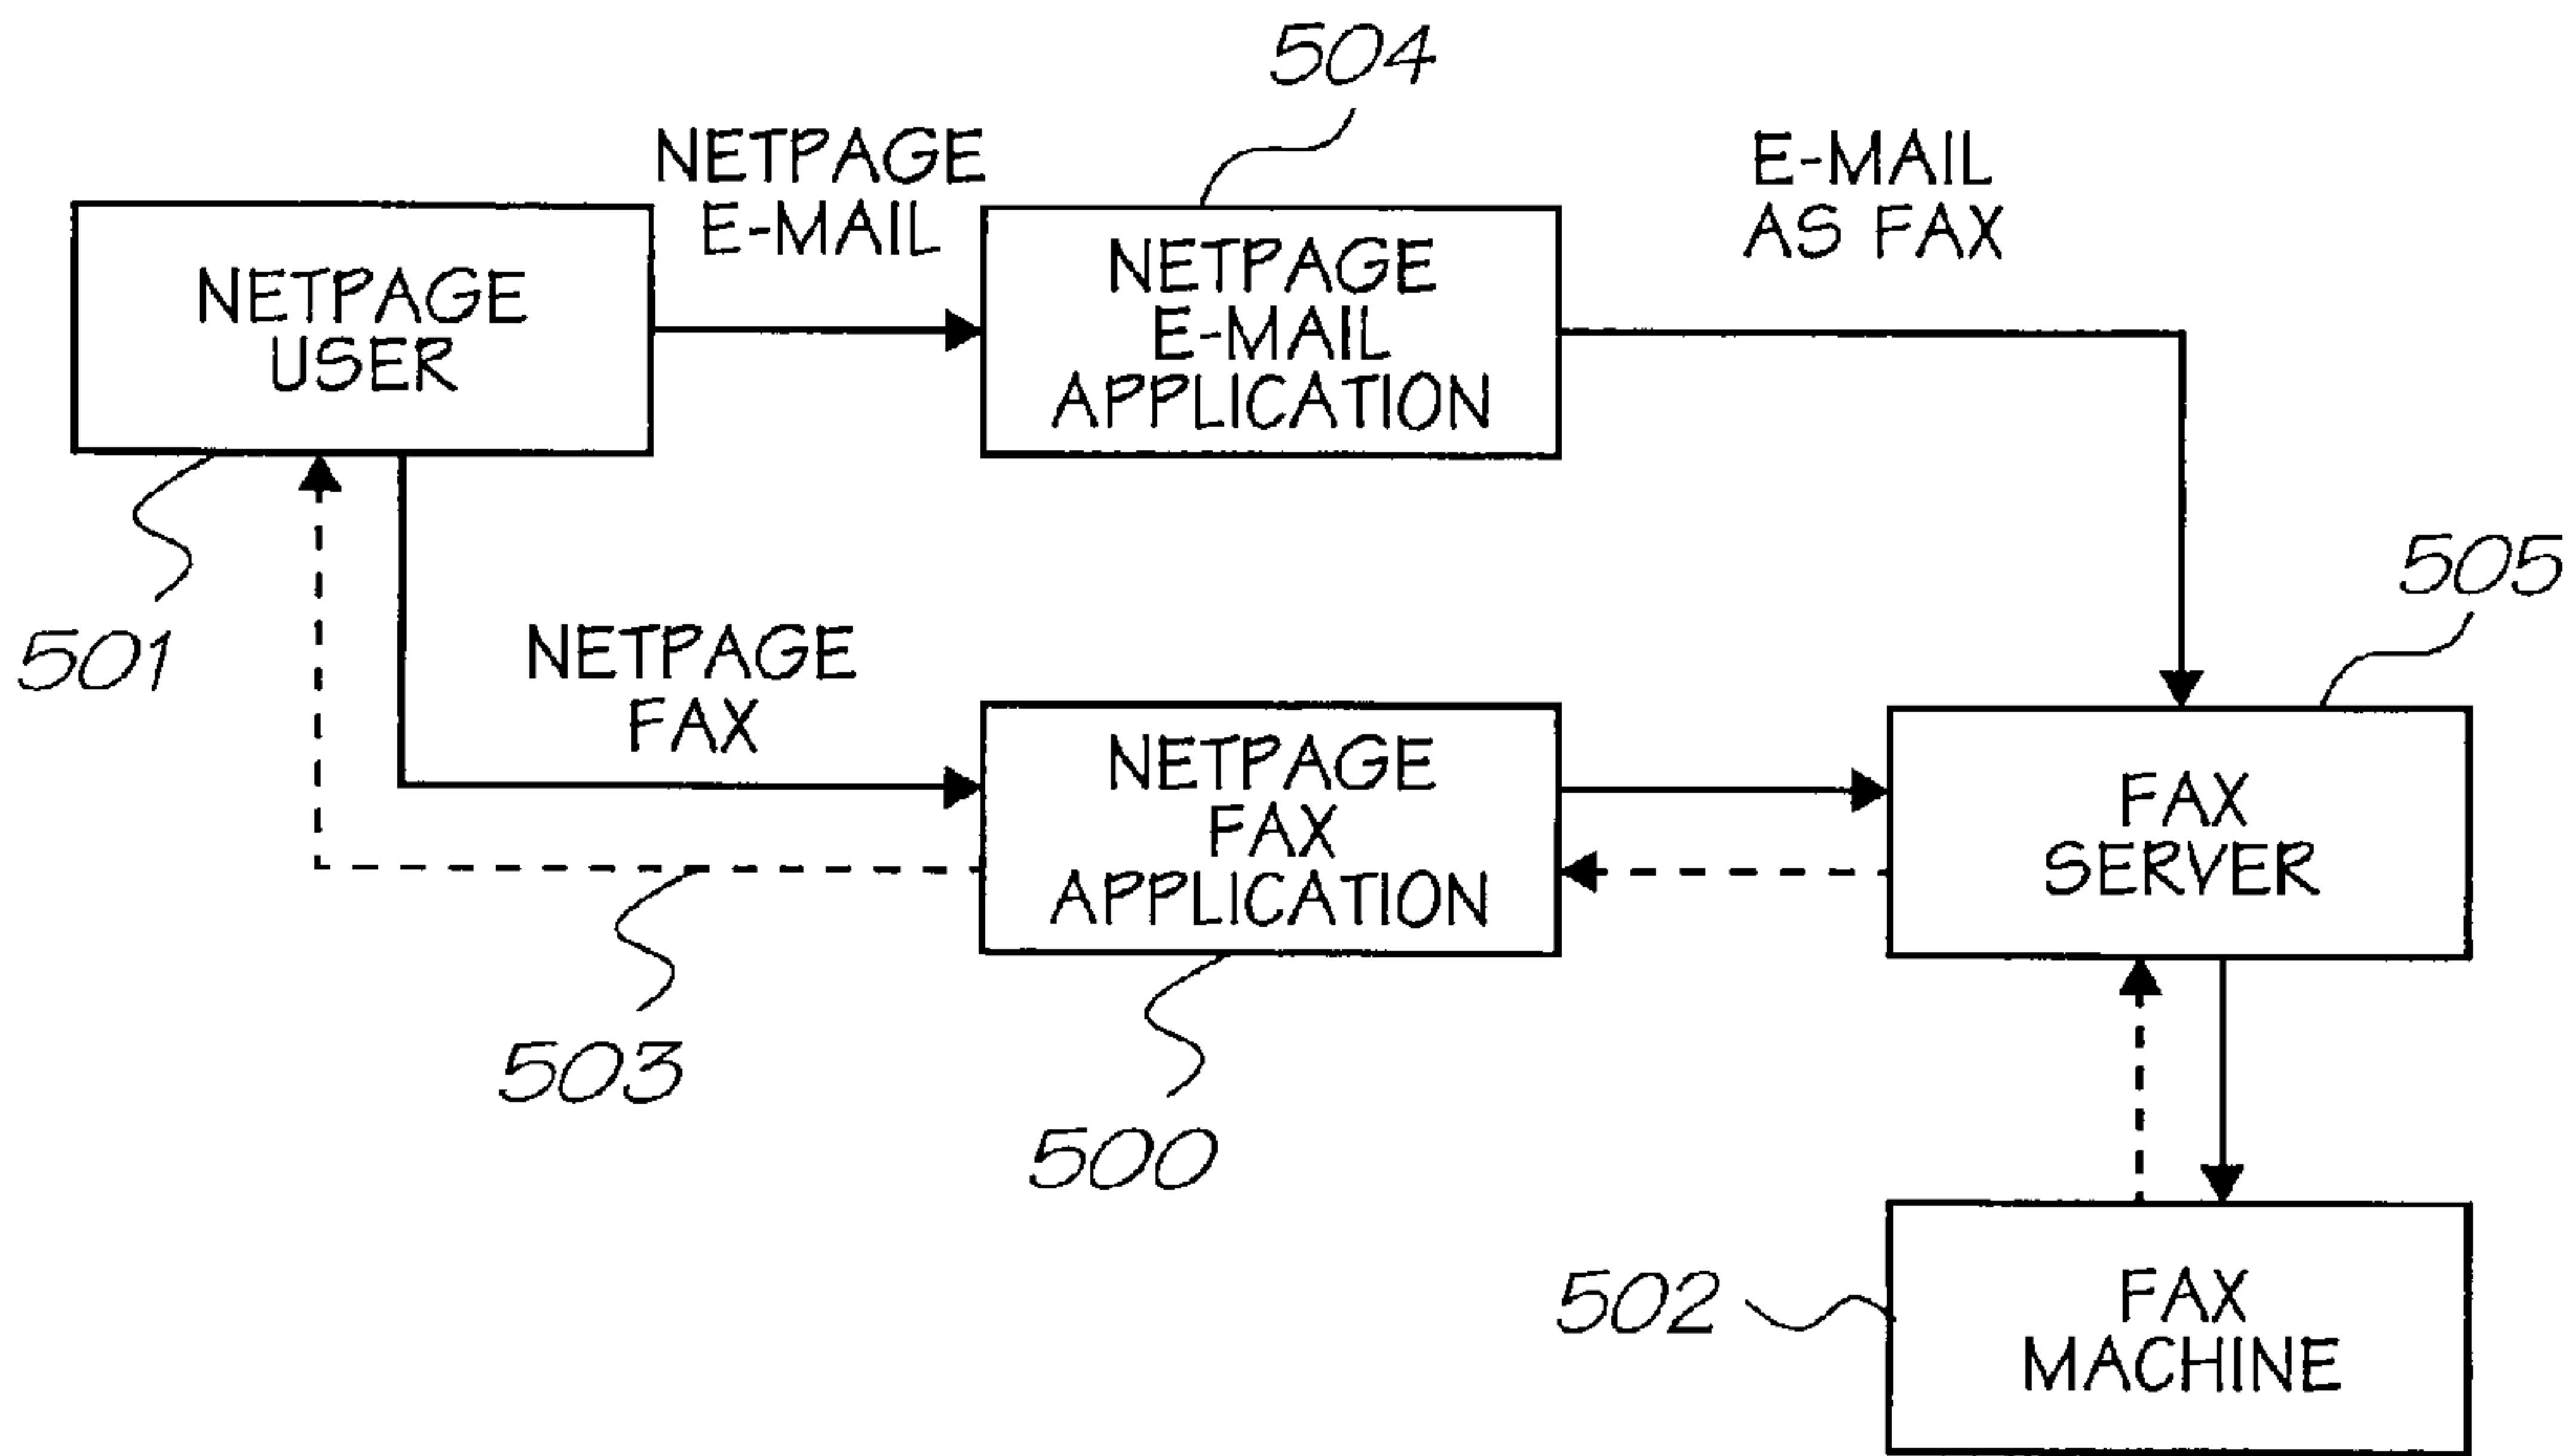 504
NETPAGE
E-MAIL
E-MAIL
AS FAX
NETPAGE
USER
NETPAGE
E-MAIL
APPLICATION
501
505
NETPAGE
FAX
NETPAGE
FAX
APPLICATION
FAX
SERVER
503
500
502
FAX
MACHINE